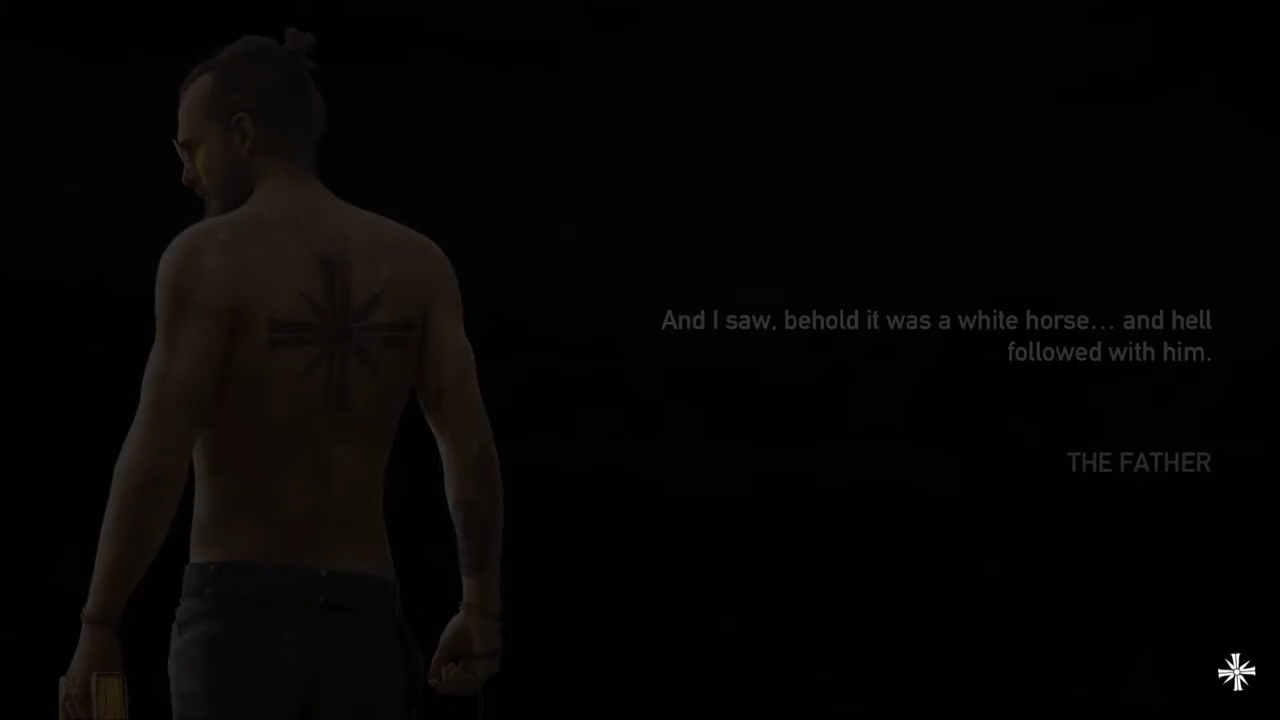 And I saw, behold it was a white horse... and hell
followed with him.
THE FATHER